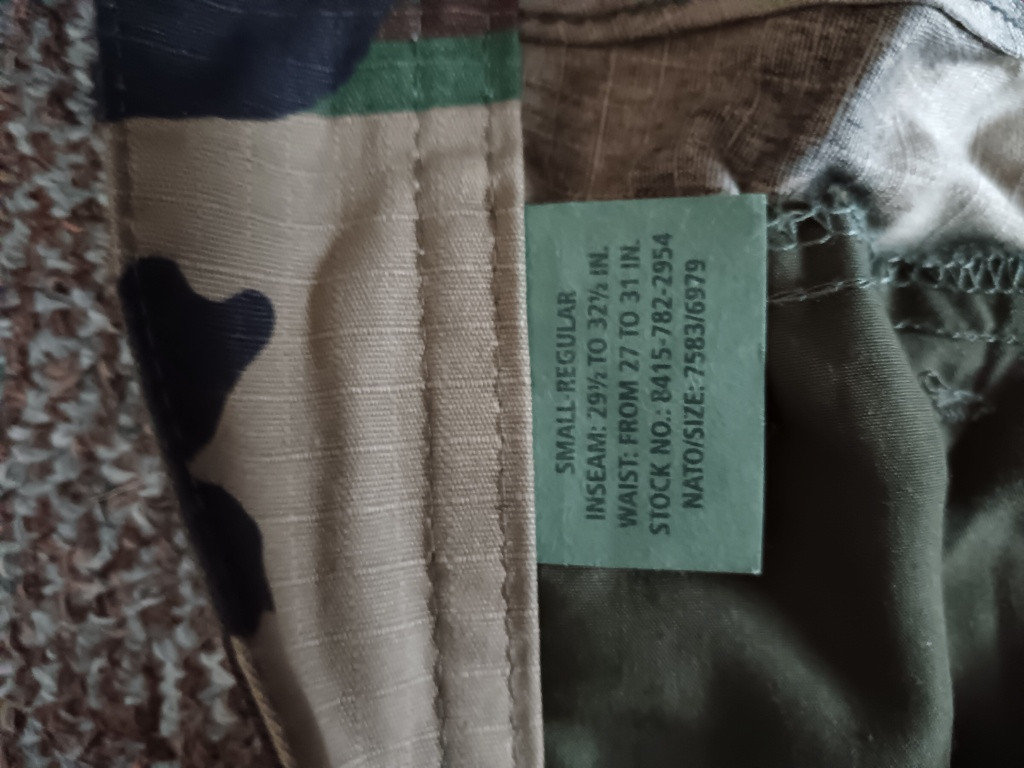 SMALL-REGULAR
INSEAM: 29½ TO 32½ IN.
WAIST: FROM 27 TO 31 IN.
STOCK NO.: 8415-782-2954
NATO/SIZE: 7583/6979